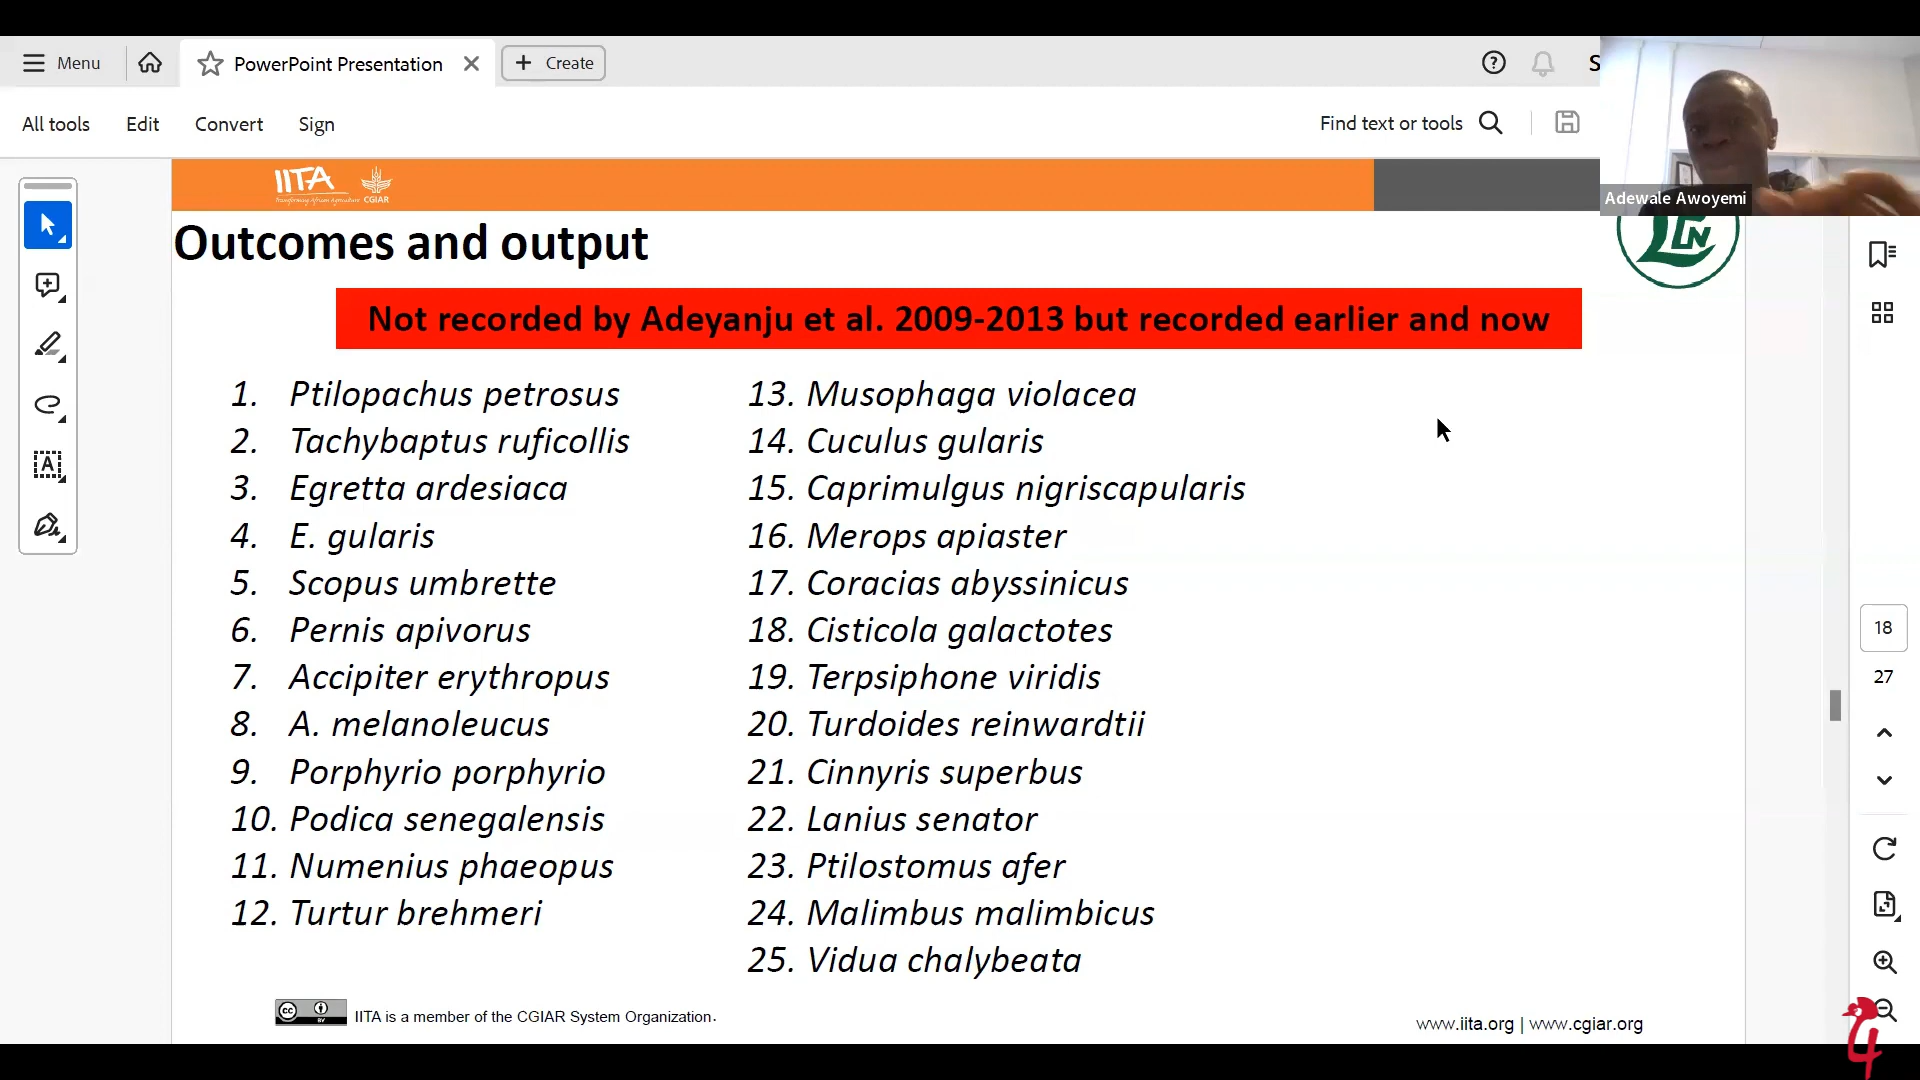 Menu
PowerPoint Presentation
Create
All tools
Edit
Convert
Sign
Find text or tools
Adewale Awoyemi
IITA
Transforming African Agriculture
CGIAR
Outcomes and output
Not recorded by Adeyanju et al. 2009-2013 but recorded earlier and now
1. Ptilopachus petrosus
2. Tachybaptus ruficollis
3. Egretta ardesiaca
4. E. gularis
5. Scopus umbrette
6. Pernis apivorus
7. Accipiter erythropus
8. A. melanoleucus
9. Porphyrio porphyrio
10. Podica senegalensis
11. Numenius phaeopus
12. Turtur brehmeri
13. Musophaga violacea
14. Cuculus gularis
15. Caprimulgus nigriscapularis
16. Merops apiaster
17. Coracias abyssinicus
18. Cisticola galactotes
19. Terpsiphone viridis
20. Turdoides reinwardtii
21. Cinnyris superbus
22. Lanius senator
23. Ptilostomus afer
24. Malimbus malimbicus
25. Vidua chalybeata
18
27
cc
BY
IITA is a member of the CGIAR System Organization.
www.iita.org | www.cgiar.org
4